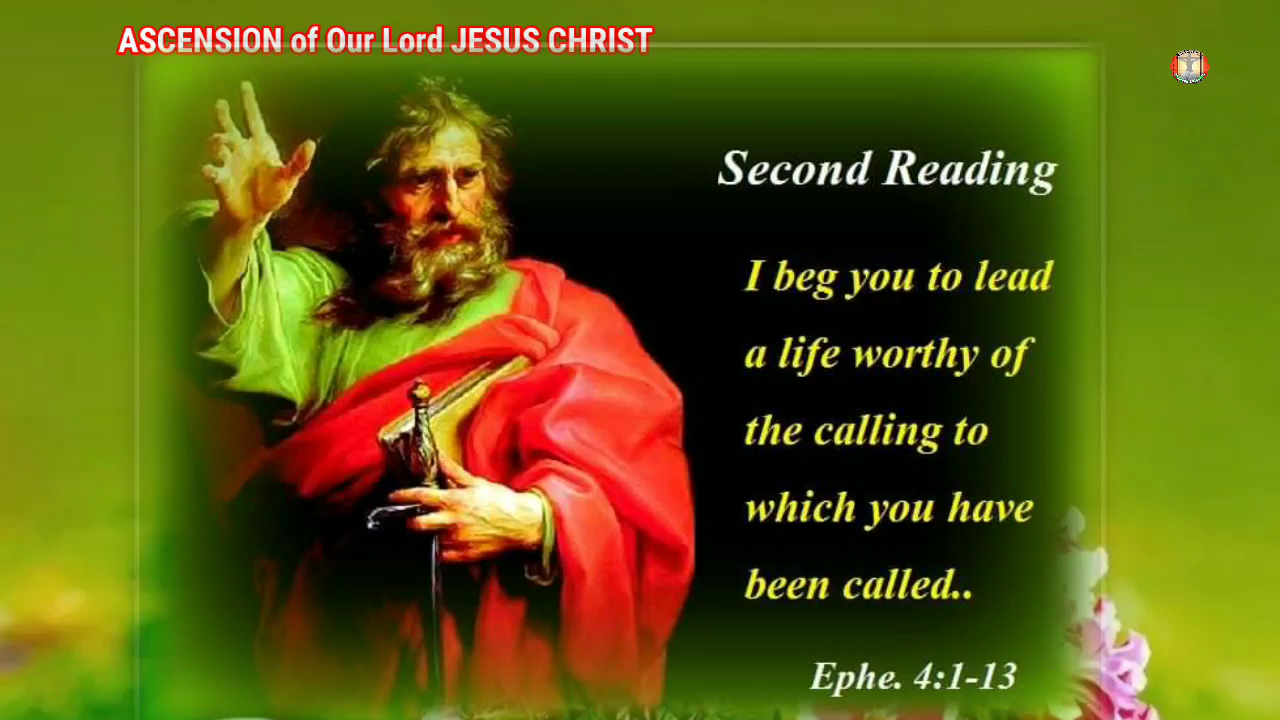 ASCENSION of Our Lord JESUS CHRIST
Second Reading
I beg you to lead
a life worthy of
the calling to
which you have
been called..
Ephe. 4:1-13